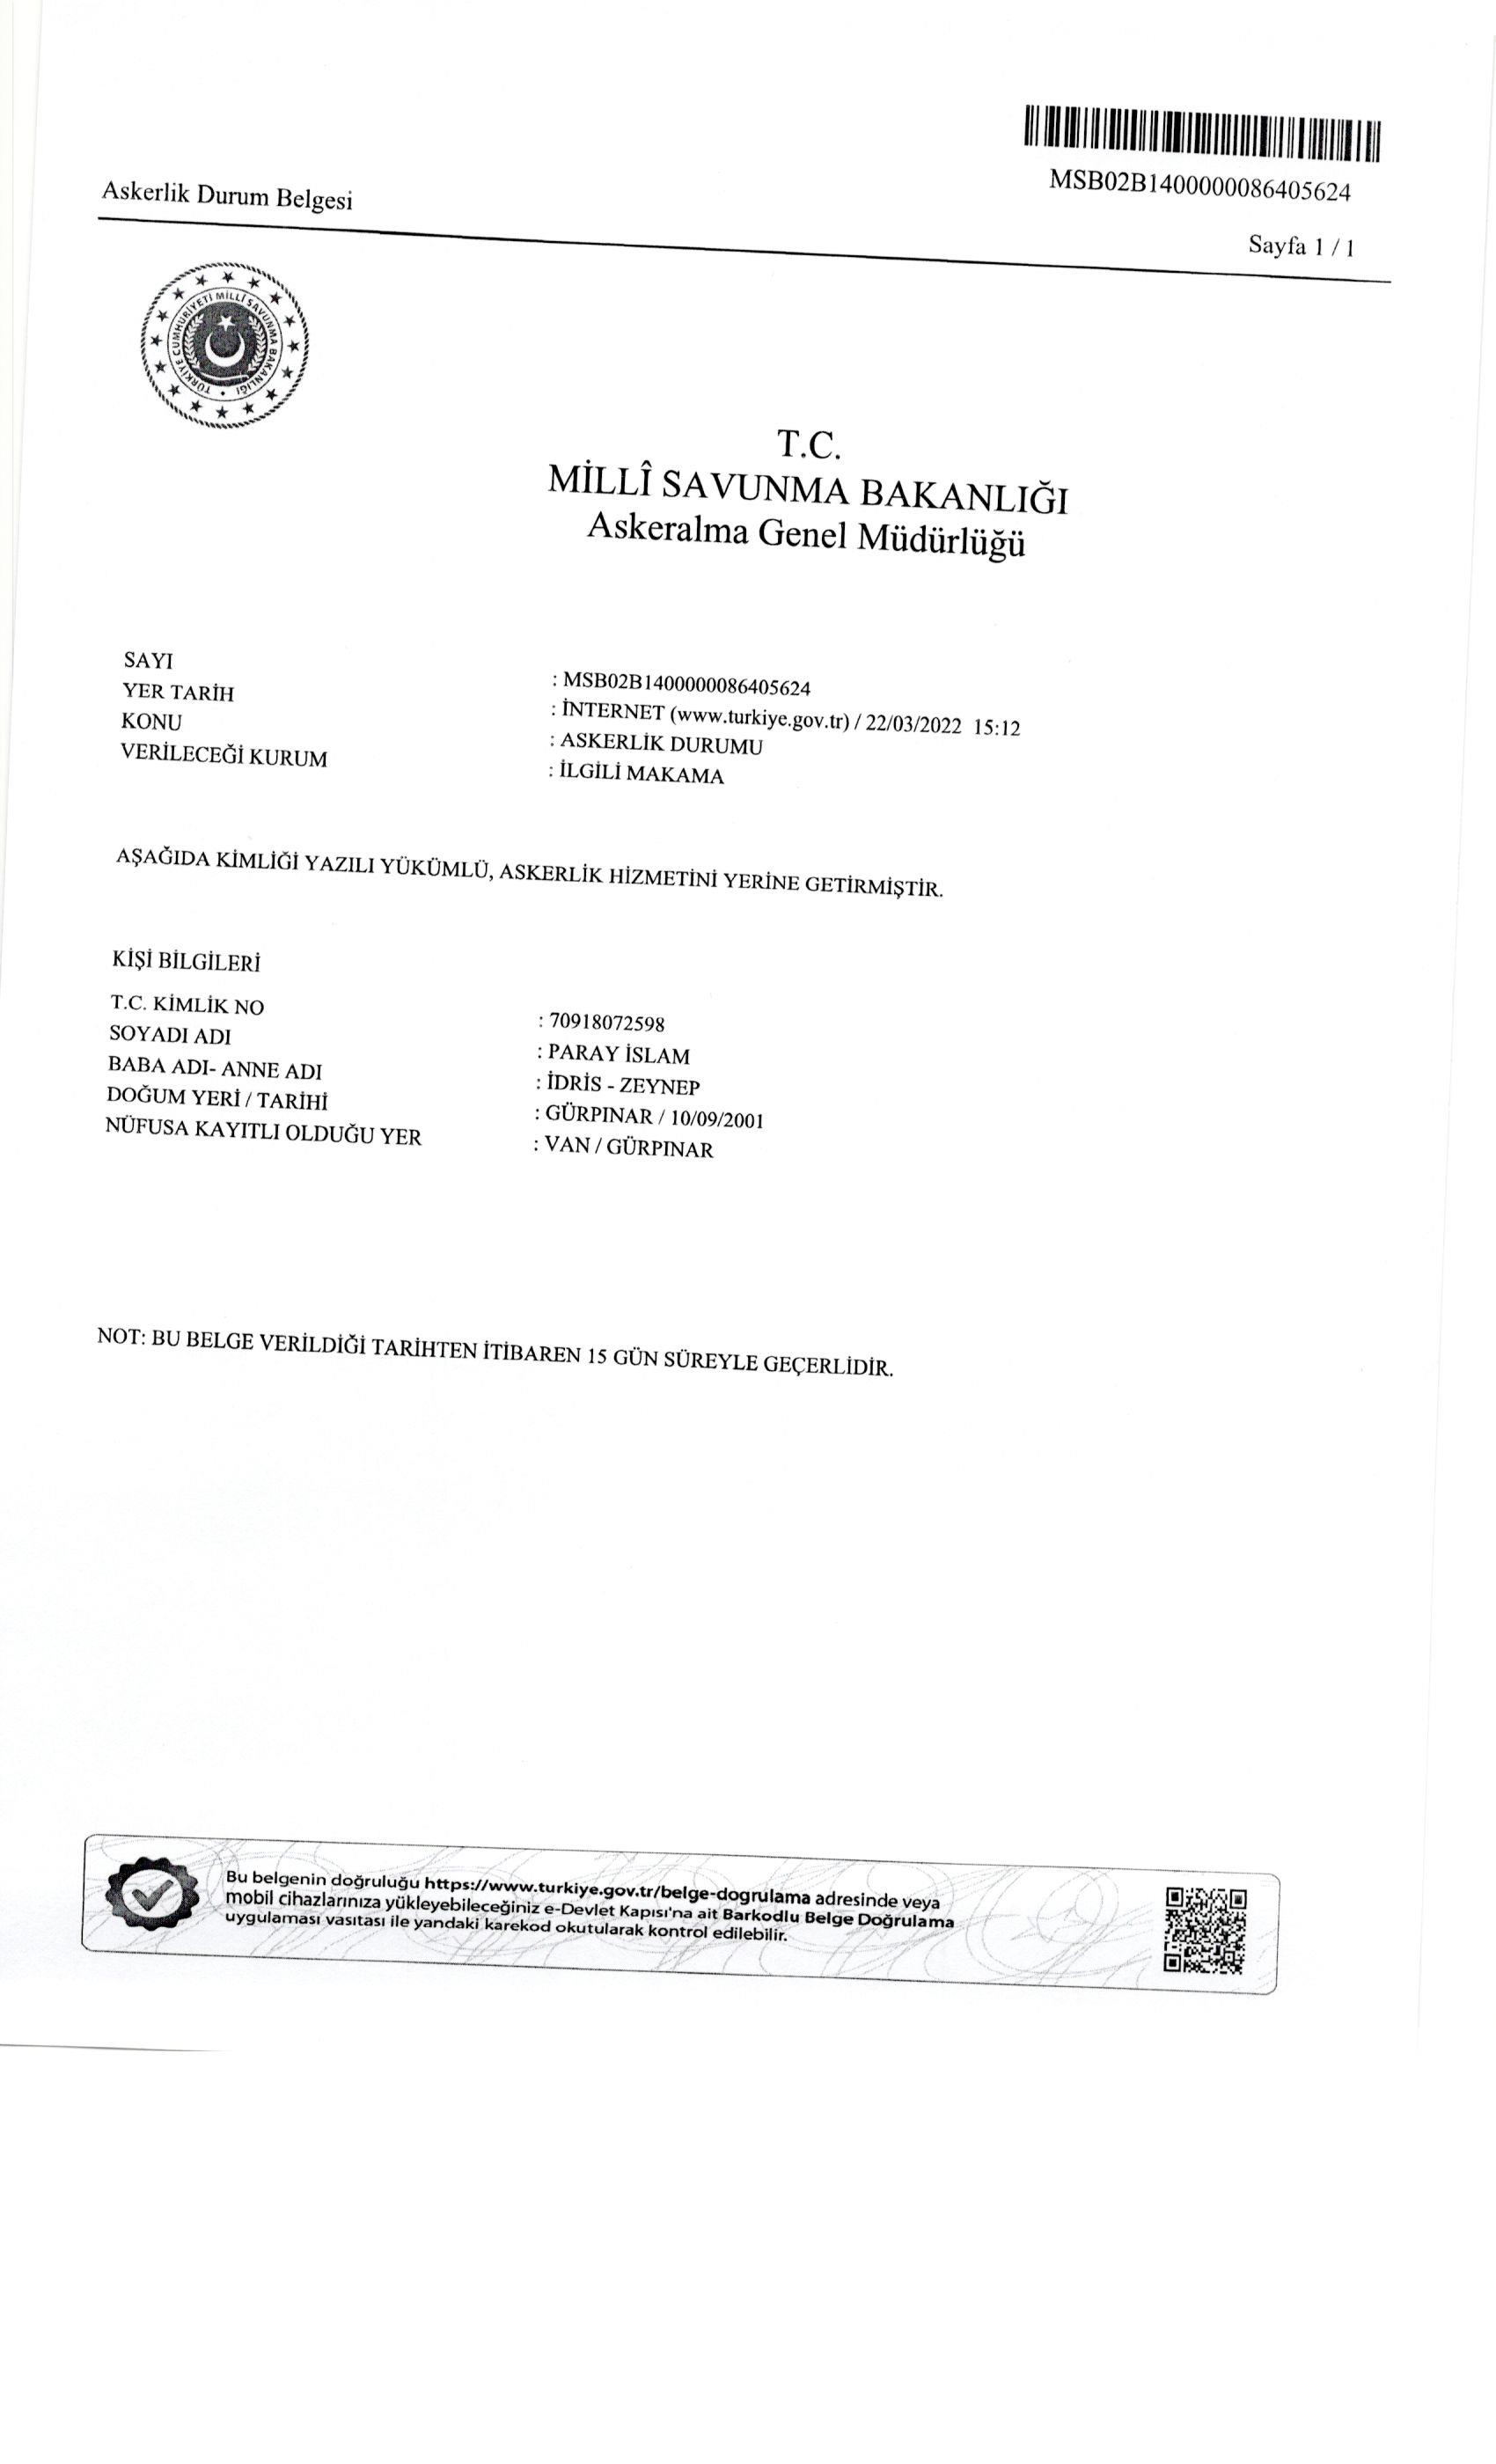 MSB02B1400000086405624
Askerlik Durum Belgesi
Sayfa 1 / 1
TÜRKİYE CUMHURİYETİ MİLLÎ SAVUNMA BAKANLIĞI
T.C.
MİLLÎ SAVUNMA BAKANLIĞI
Askeralma Genel Müdürlüğü
SAYI : MSB02B1400000086405624
YER TARİH : İNTERNET (www.turkiye.gov.tr) / 22/03/2022 15:12
KONU : ASKERLİK DURUMU
VERİLECEĞİ KURUM : İLGİLİ MAKAMA
AŞAĞIDA KİMLİĞİ YAZILI YÜKÜMLÜ, ASKERLİK HİZMETİNİ YERİNE GETİRMİŞTİR.
KİŞİ BİLGİLERİ
T.C. KİMLİK NO : 70918072598
SOYADI ADI : PARAY İSLAM
BABA ADI- ANNE ADI : İDRİS - ZEYNEP
DOĞUM YERİ / TARİHİ : GÜRPINAR / 10/09/2001
NÜFUSA KAYITLI OLDUĞU YER : VAN / GÜRPINAR
NOT: BU BELGE VERİLDİĞİ TARİHTEN İTİBAREN 15 GÜN SÜREYLE GEÇERLİDİR.
Bu belgenin doğruluğu https://www.turkiye.gov.tr/belge-dogrulama adresinde veya
mobil cihazlarınıza yükleyebileceğiniz e-Devlet Kapısı'na ait Barkodlu Belge Doğrulama
uygulaması vasıtası ile yandaki karekod okutularak kontrol edilebilir.